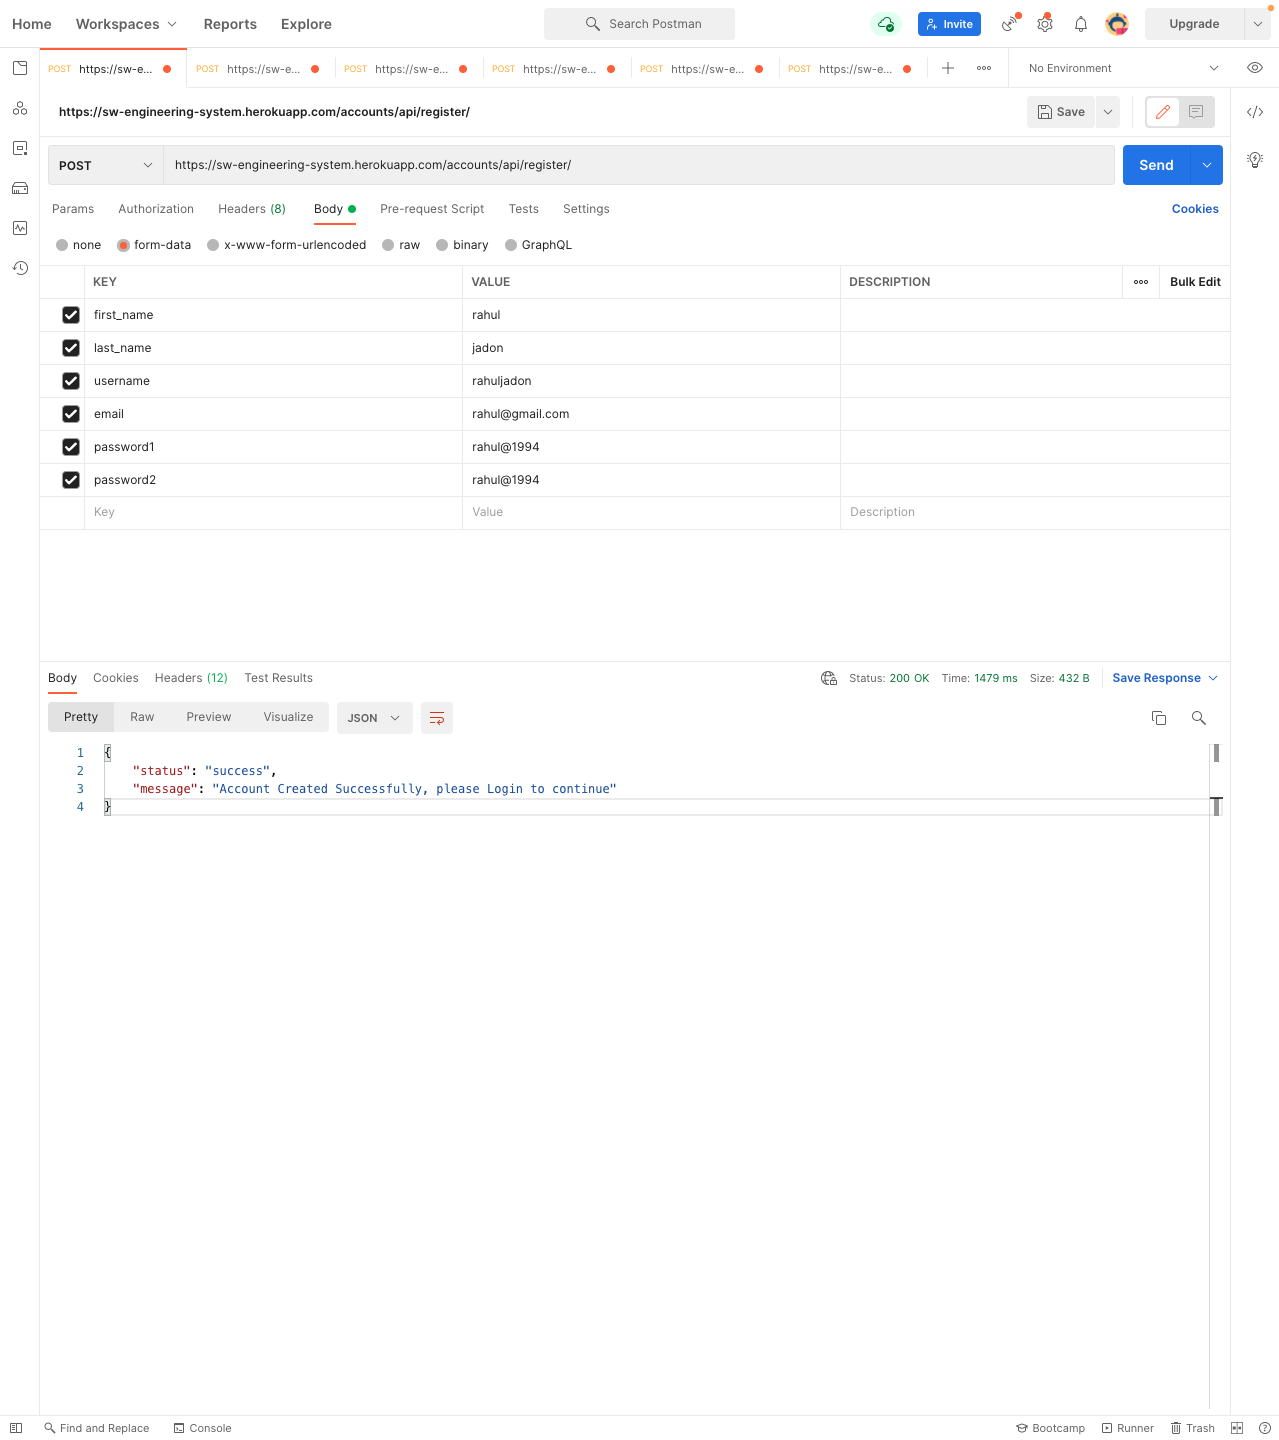 Home Workspaces Reports Explore Search Postman Invite Upgrade
POST https://sw-e... POST https://sw-e... POST https://sw-e... POST https://sw-e... POST https://sw-e... POST https://sw-e... No Environment
https://sw-engineering-system.herokuapp.com/accounts/api/register/ Save
POST https://sw-engineering-system.herokuapp.com/accounts/api/register/ Send
Params Authorization Headers (8) Body Pre-request Script Tests Settings Cookies
none form-data x-www-form-urlencoded raw binary GraphQL
KEY VALUE DESCRIPTION Bulk Edit
first_name rahul
last_name jadon
username rahuljadon
email rahul@gmail.com
password1 rahul@1994
password2 rahul@1994
Key Value Description
Body Cookies Headers (12) Test Results Status: 200 OK Time: 1479 ms Size: 432 B Save Response
Pretty Raw Preview Visualize JSON
1 {
2 "status": "success",
3 "message": "Account Created Successfully, please Login to continue"
4 }
Find and Replace Console Bootcamp Runner Trash